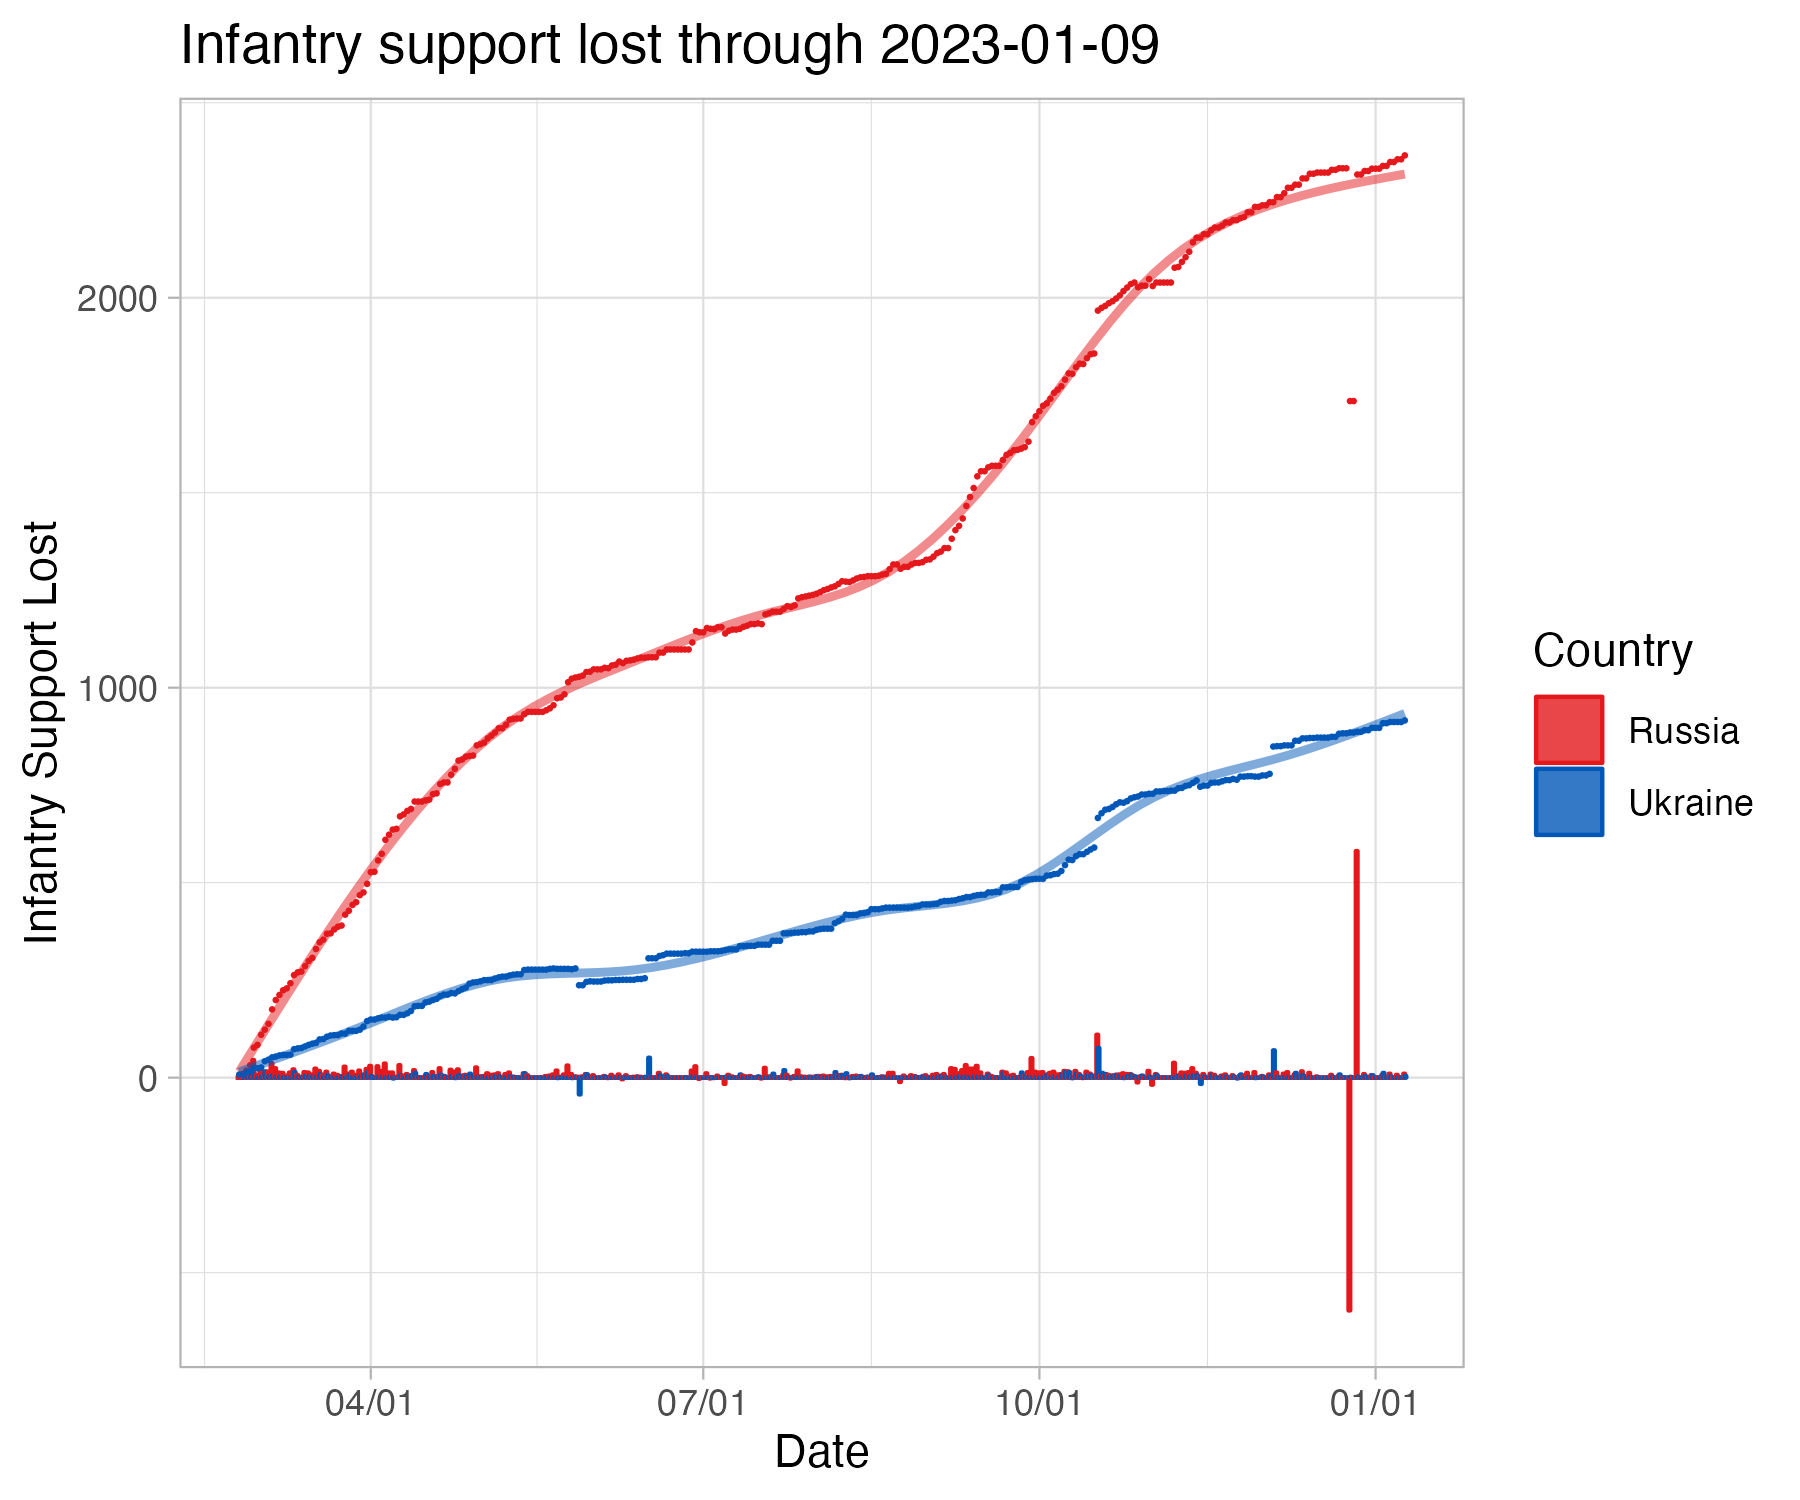 Infantry support lost through 2023-01-09
Infantry Support Lost
2000
1000
0
04/01
07/01
10/01
01/01
Date
Country
Russia
Ukraine